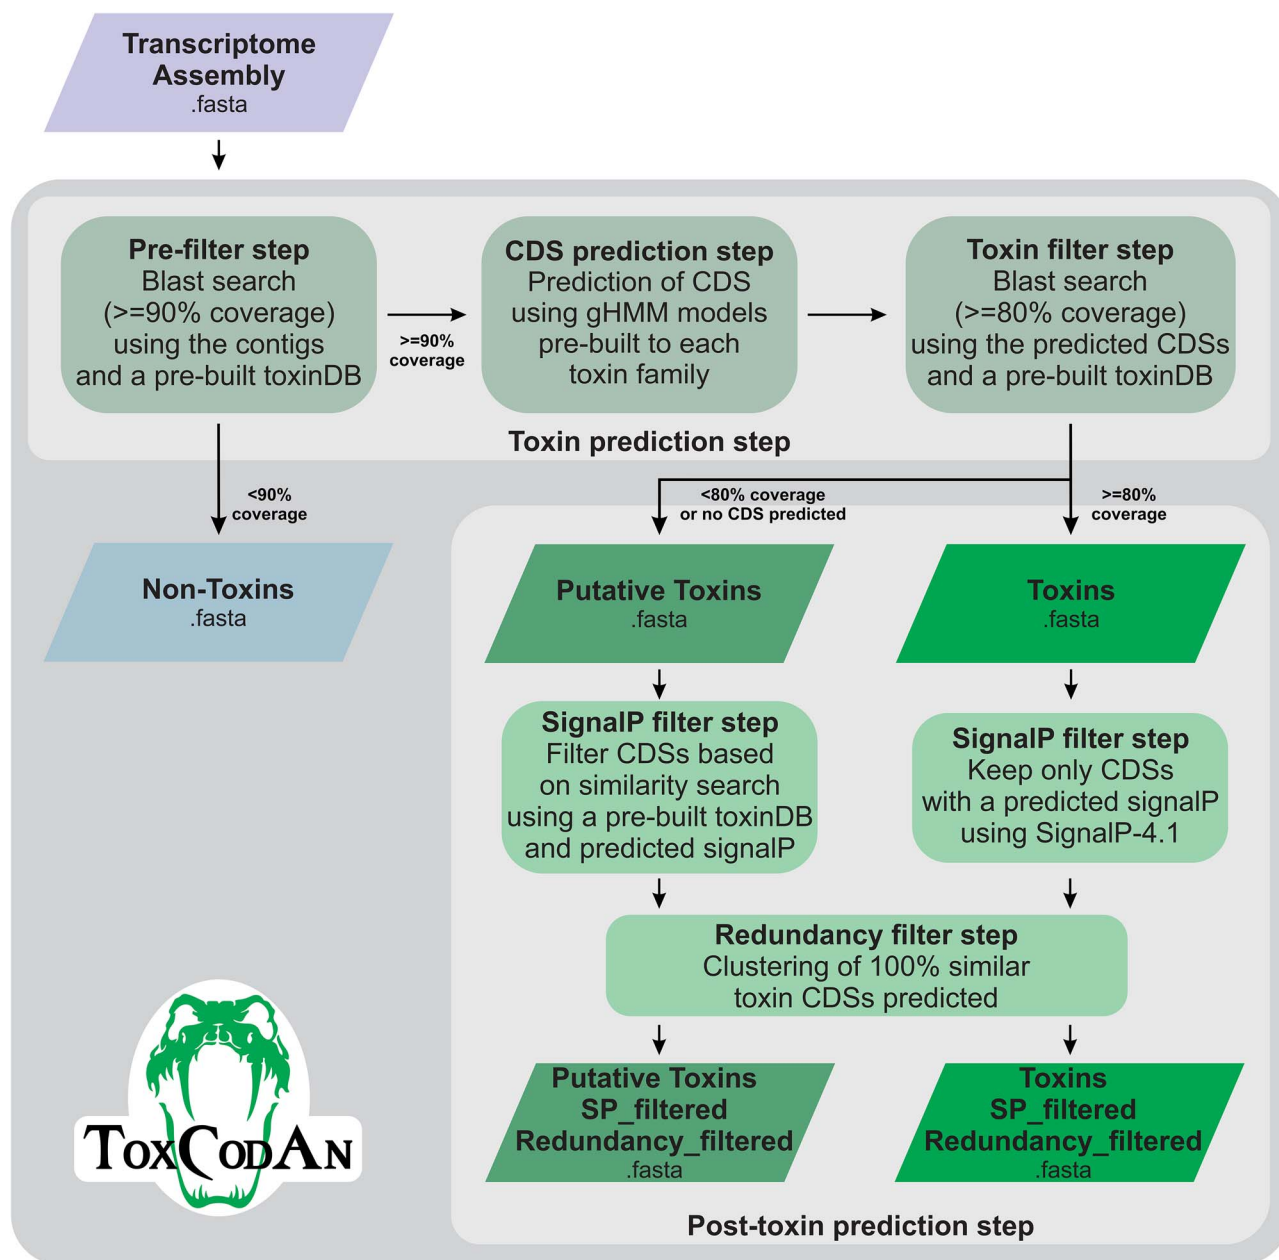 Transcriptome
Assembly
.fasta
Pre-filter step
Blast search
(>=90% coverage)
using the contigs
and a pre-built toxinDB
>=90%
coverage
CDS prediction step
Prediction of CDS
using gHMM models
pre-built to each
toxin family
Toxin filter step
Blast search
(>=80% coverage)
using the predicted CDSs
and a pre-built toxinDB
Toxin prediction step
<90%
coverage
<80% coverage
or no CDS predicted
>=80%
coverage
Non-Toxins
.fasta
Putative Toxins
.fasta
Toxins
.fasta
SignalP filter step
Filter CDSs based
on similarity search
using a pre-built toxinDB
and predicted signalP
SignalP filter step
Keep only CDSs
with a predicted signalP
using SignalP-4.1
Redundancy filter step
Clustering of 100% similar
toxin CDSs predicted
Putative Toxins
SP_filtered
Redundancy_filtered
.fasta
Toxins
SP_filtered
Redundancy_filtered
.fasta
Post-toxin prediction step
ToxCodAn